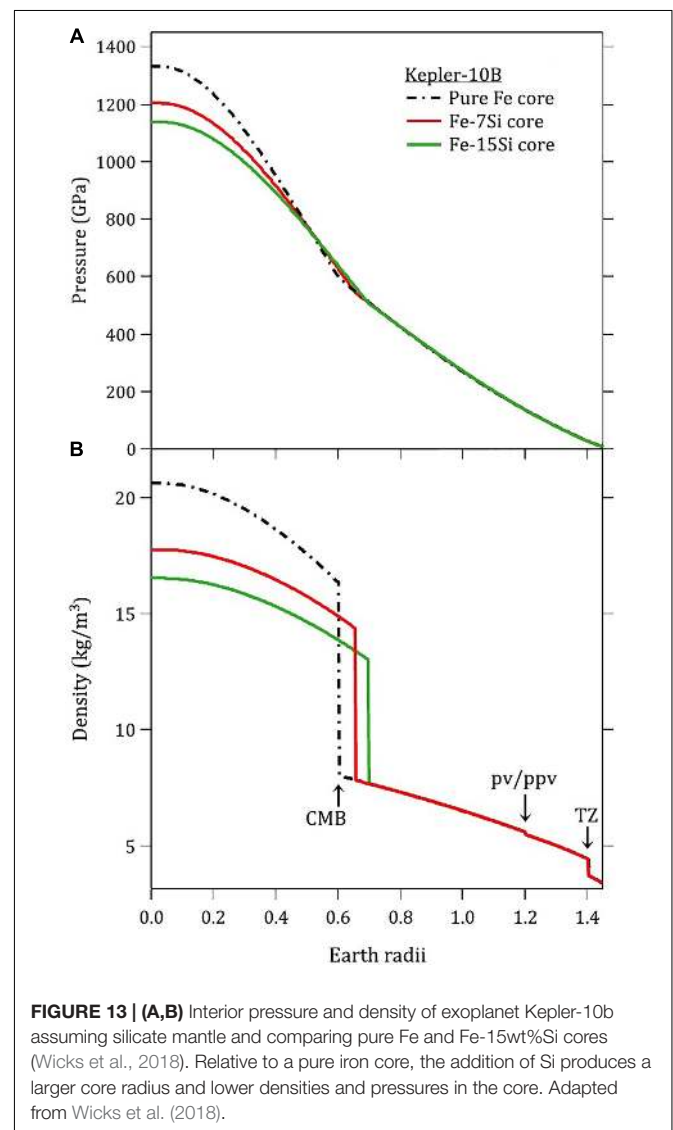 A
1400
1200
1000
800
600
400
200
0
Pressure (GPa)
Kepler-10B
Pure Fe core
Fe-7Si core
Fe-15Si core
B
20
15
10
5
Density (kg/m³)
CMB
pv/ppv
TZ
0.0 0.2 0.4 0.6 0.8 1.0 1.2 1.4
Earth radii
FIGURE 13 | (A,B) Interior pressure and density of exoplanet Kepler-10b
assuming silicate mantle and comparing pure Fe and Fe-15wt%Si cores
(Wicks et al., 2018). Relative to a pure iron core, the addition of Si produces a
larger core radius and lower densities and pressures in the core. Adapted
from Wicks et al. (2018).